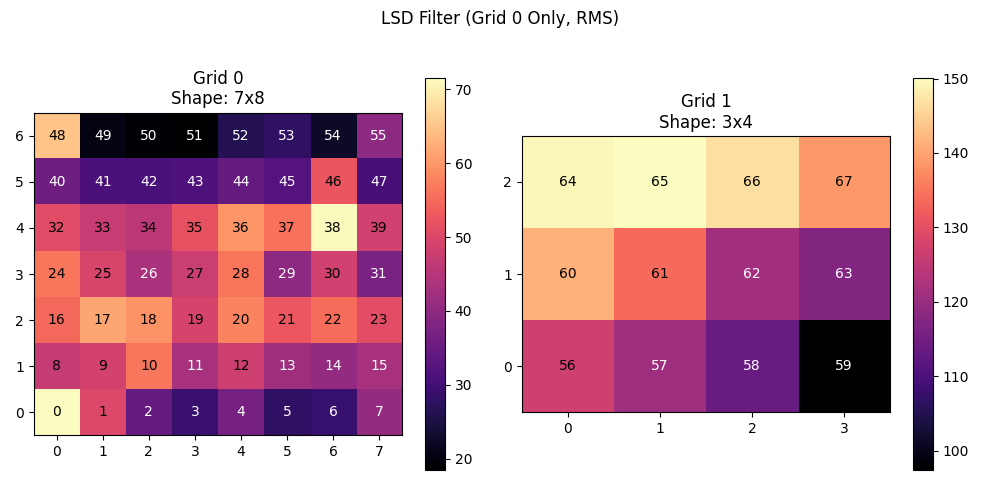 LSD Filter (Grid 0 Only, RMS)
Grid 0
Shape: 7x8
6 48 49 50 51 52 53 54 55
5 40 41 42 43 44 45 46 47
4 32 33 34 35 36 37 38 39
3 24 25 26 27 28 29 30 31
2 16 17 18 19 20 21 22 23
1 8 9 10 11 12 13 14 15
0 0 1 2 3 4 5 6 7
0 1 2 3 4 5 6 7
70
60
50
40
30
20
Grid 1
Shape: 3x4
2 64 65 66 67
1 60 61 62 63
0 56 57 58 59
0 1 2 3
150
140
130
120
110
100